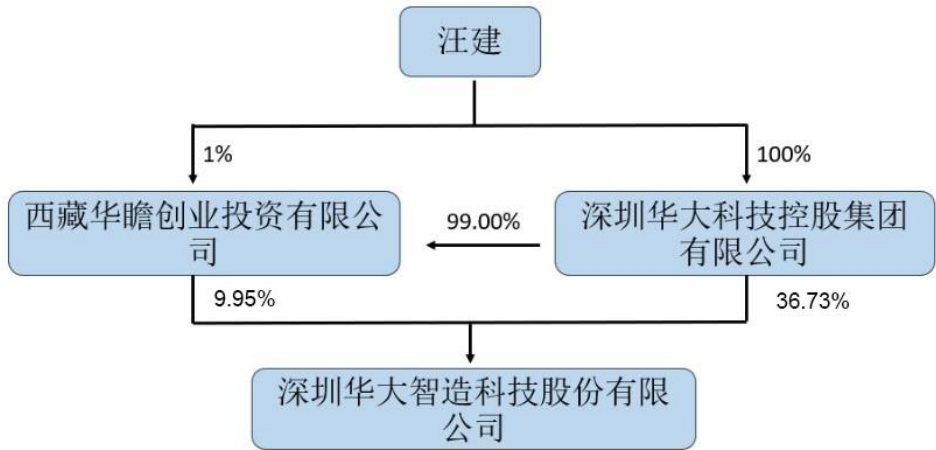 汪建
1%
100%
西藏华瞻创业投资有限公
司
99.00%
深圳华大科技控股集团
有限公司
9.95%
36.73%
深圳华大智造科技股份有限
公司